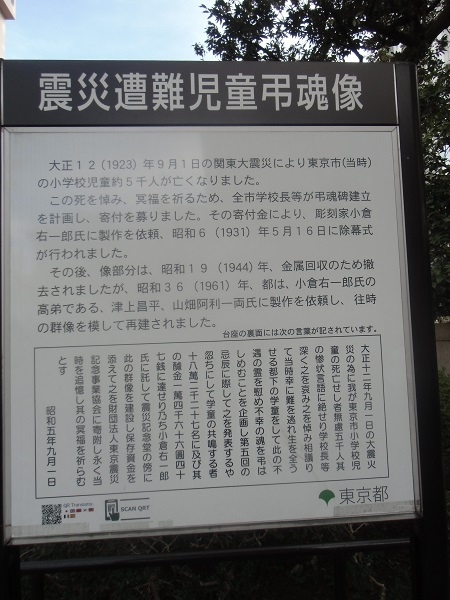 震災遭難児童弔魂像
大正12(1923)年9月1日の関東大震災により東京市(当時)
の小学校児童約5千人が亡くなりました。
この死を悼み、冥福を祈るため、全市学校長等が弔魂碑建立
を計画し、寄付を募りました。その寄付金により、彫刻家小倉
右一郎氏に製作を依頼、昭和6(1931)年5月16日に除幕式
が行われました。
その後、像部分は、昭和19(1944)年、金属回収のため撤
去されましたが、昭和36(1961)年、都は、小倉右一郎氏の
高弟である、津上昌平、山畑阿利一両氏に製作を依頼し、往時
の群像を模して再建されました。
台座の裏面には次の言葉が記されています。
大正十二年九月一日の大震火
災の為に我が東京市小学校児
童の死亡せし者無慮五千人其
の惨状言語に絶せり学校長等
深く之を哀み之を悼み相議り
て当時幸に難を逃れ生を全う
せる都下の学童をして此の不
遇の霊を慰め不幸の魂を弔は
しめむことを企画し第五回の
忌辰に際して之を発表するや
忽ちにして学童の共鳴する者
十八萬二千二十七名に及び其
の醵金一萬四千六十六圓四十
七銭に達せり乃ち小倉右一郎
氏に託して震災記念堂の傍に
此の群像を建設し保存資金を
添えて之を財団法人東京震災
記念事業協会に寄附し永く当
時を追憶し其の冥福を祈らむ
とす
昭和五年九月一日
QR Translator
SCAN QRT
東京都